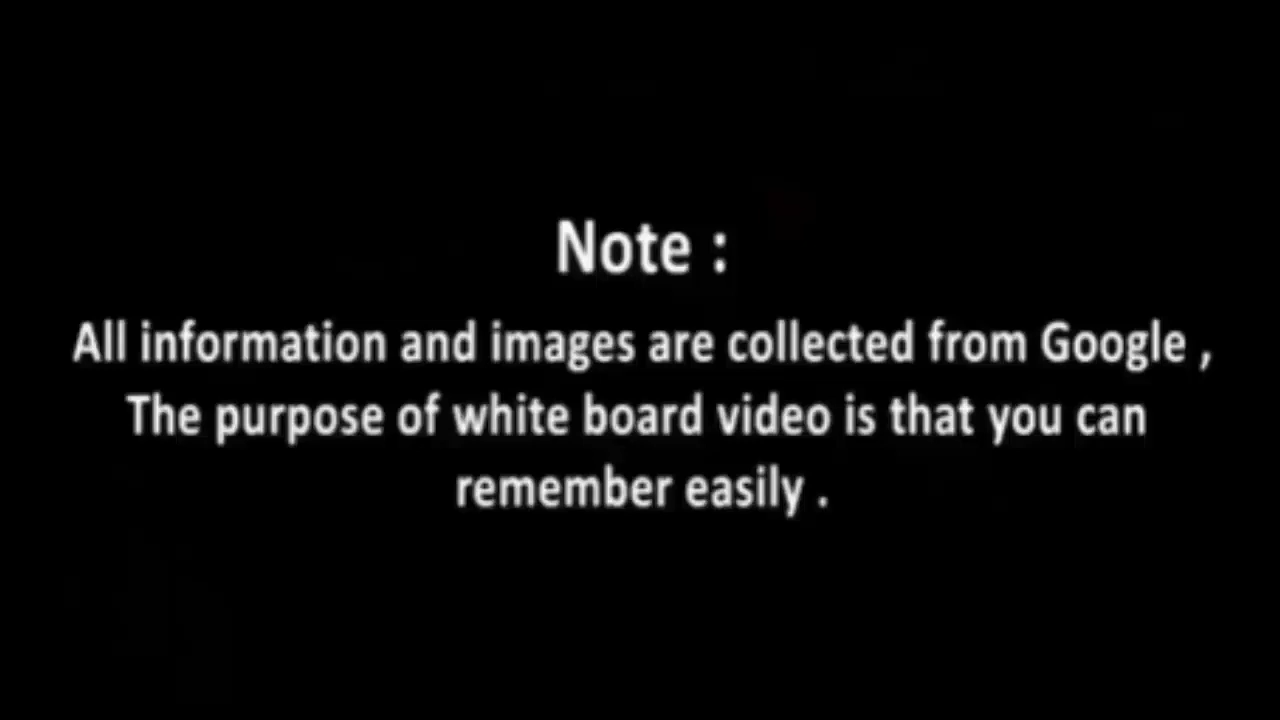 Note :
All information and images are collected from Google ,
The purpose of white board video is that you can
remember easily .